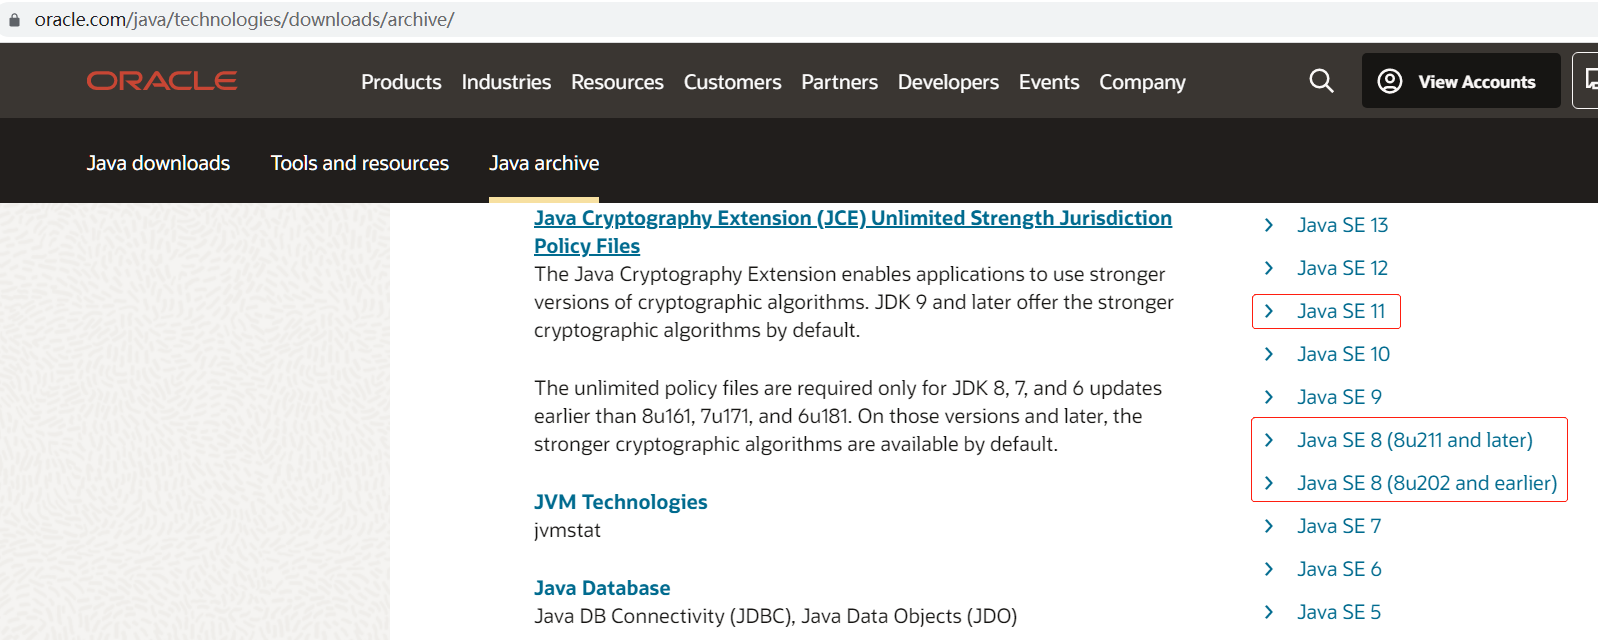 oracle.com/java/technologies/downloads/archive/
ORACLE
Products
Industries
Resources
Customers
Partners
Developers
Events
Company
View Accounts
Java downloads
Tools and resources
Java archive
Java Cryptography Extension (JCE) Unlimited Strength Jurisdiction
Policy Files
The Java Cryptography Extension enables applications to use stronger
versions of cryptographic algorithms. JDK 9 and later offer the stronger
cryptographic algorithms by default.
The unlimited policy files are required only for JDK 8, 7, and 6 updates
earlier than 8u161, 7u171, and 6u181. On those versions and later, the
stronger cryptographic algorithms are available by default.
JVM Technologies
jvmstat
Java Database
Java DB Connectivity (JDBC), Java Data Objects (JDO)
Java SE 13
Java SE 12
Java SE 11
Java SE 10
Java SE 9
Java SE 8 (8u211 and later)
Java SE 8 (8u202 and earlier)
Java SE 7
Java SE 6
Java SE 5